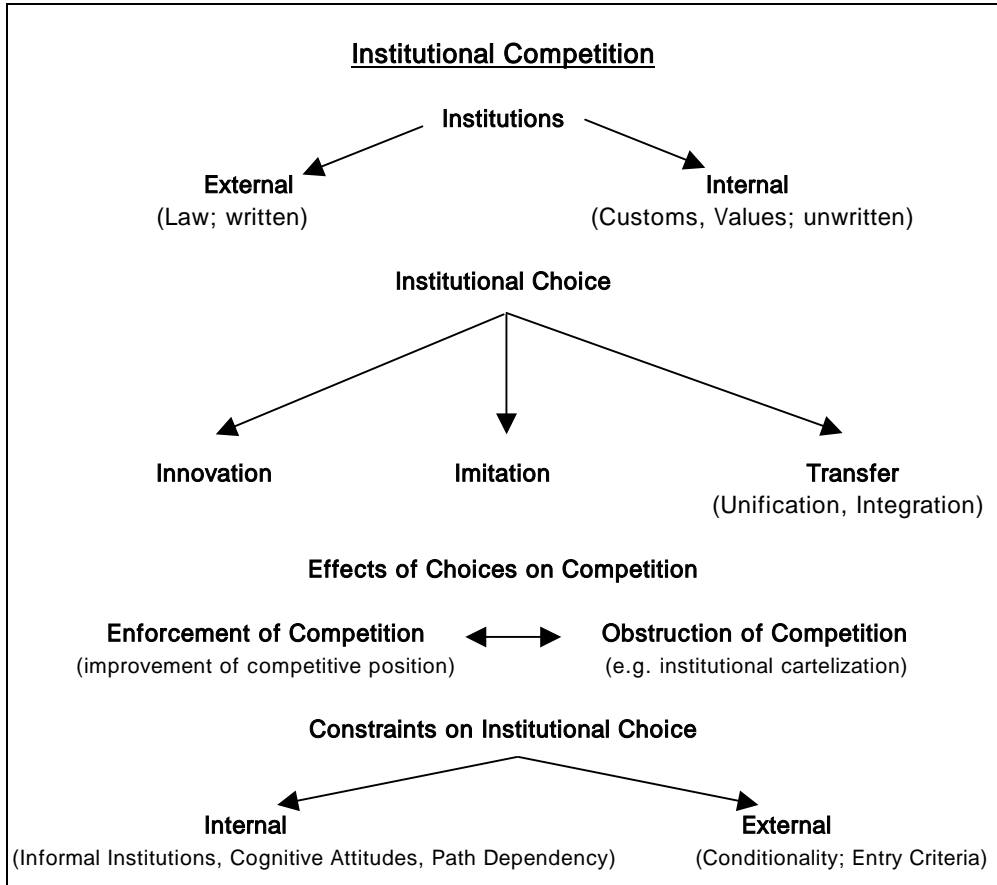 Institutional Competition
Institutions
External Internal
(Law; written) (Customs, Values; unwritten)
Institutional Choice
Innovation Imitation Transfer
(Unification, Integration)
Effects of Choices on Competition
Enforcement of Competition Obstruction of Competition
(improvement of competitive position) (e.g. institutional cartelization)
Constraints on Institutional Choice
Internal External
(Informal Institutions, Cognitive Attitudes, Path Dependency) (Conditionality; Entry Criteria)